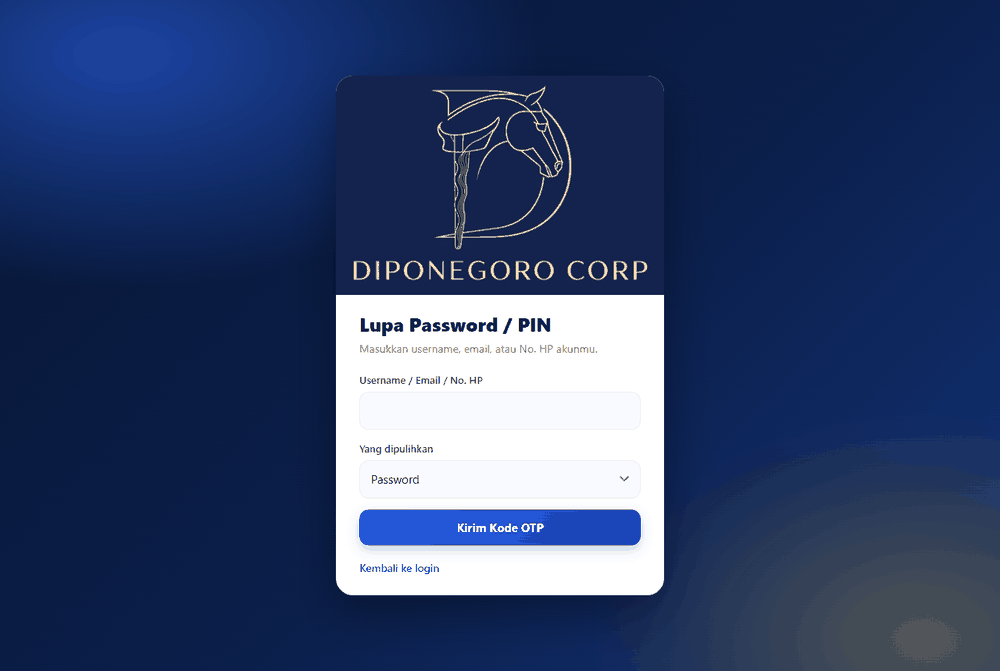 DIPONEGORO CORP
Lupa Password / PIN
Masukkan username, email, atau No. HP akunmu.
Username / Email / No. HP
Yang dipulihkan
Password
Kirim Kode OTP
Kembali ke login